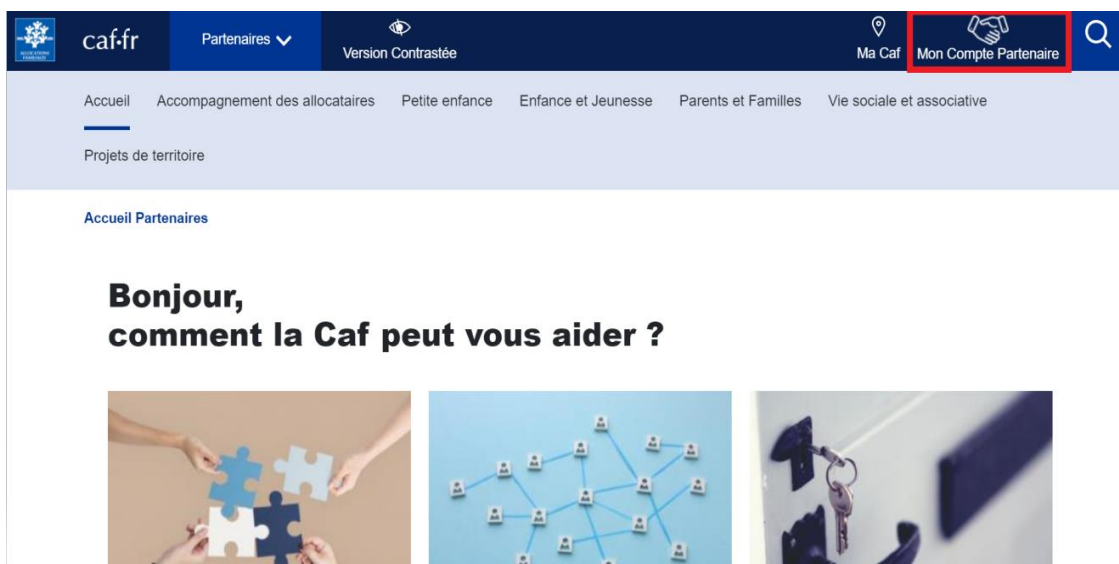 caf·fr
Partenaires
Version Contrastée
Ma Caf
Mon Compte Partenaire
Accueil Accompagnement des allocataires Petite enfance Enfance et Jeunesse Parents et Familles Vie sociale et associative
Projets de territoire
Accueil Partenaires
Bonjour,
comment la Caf peut vous aider ?